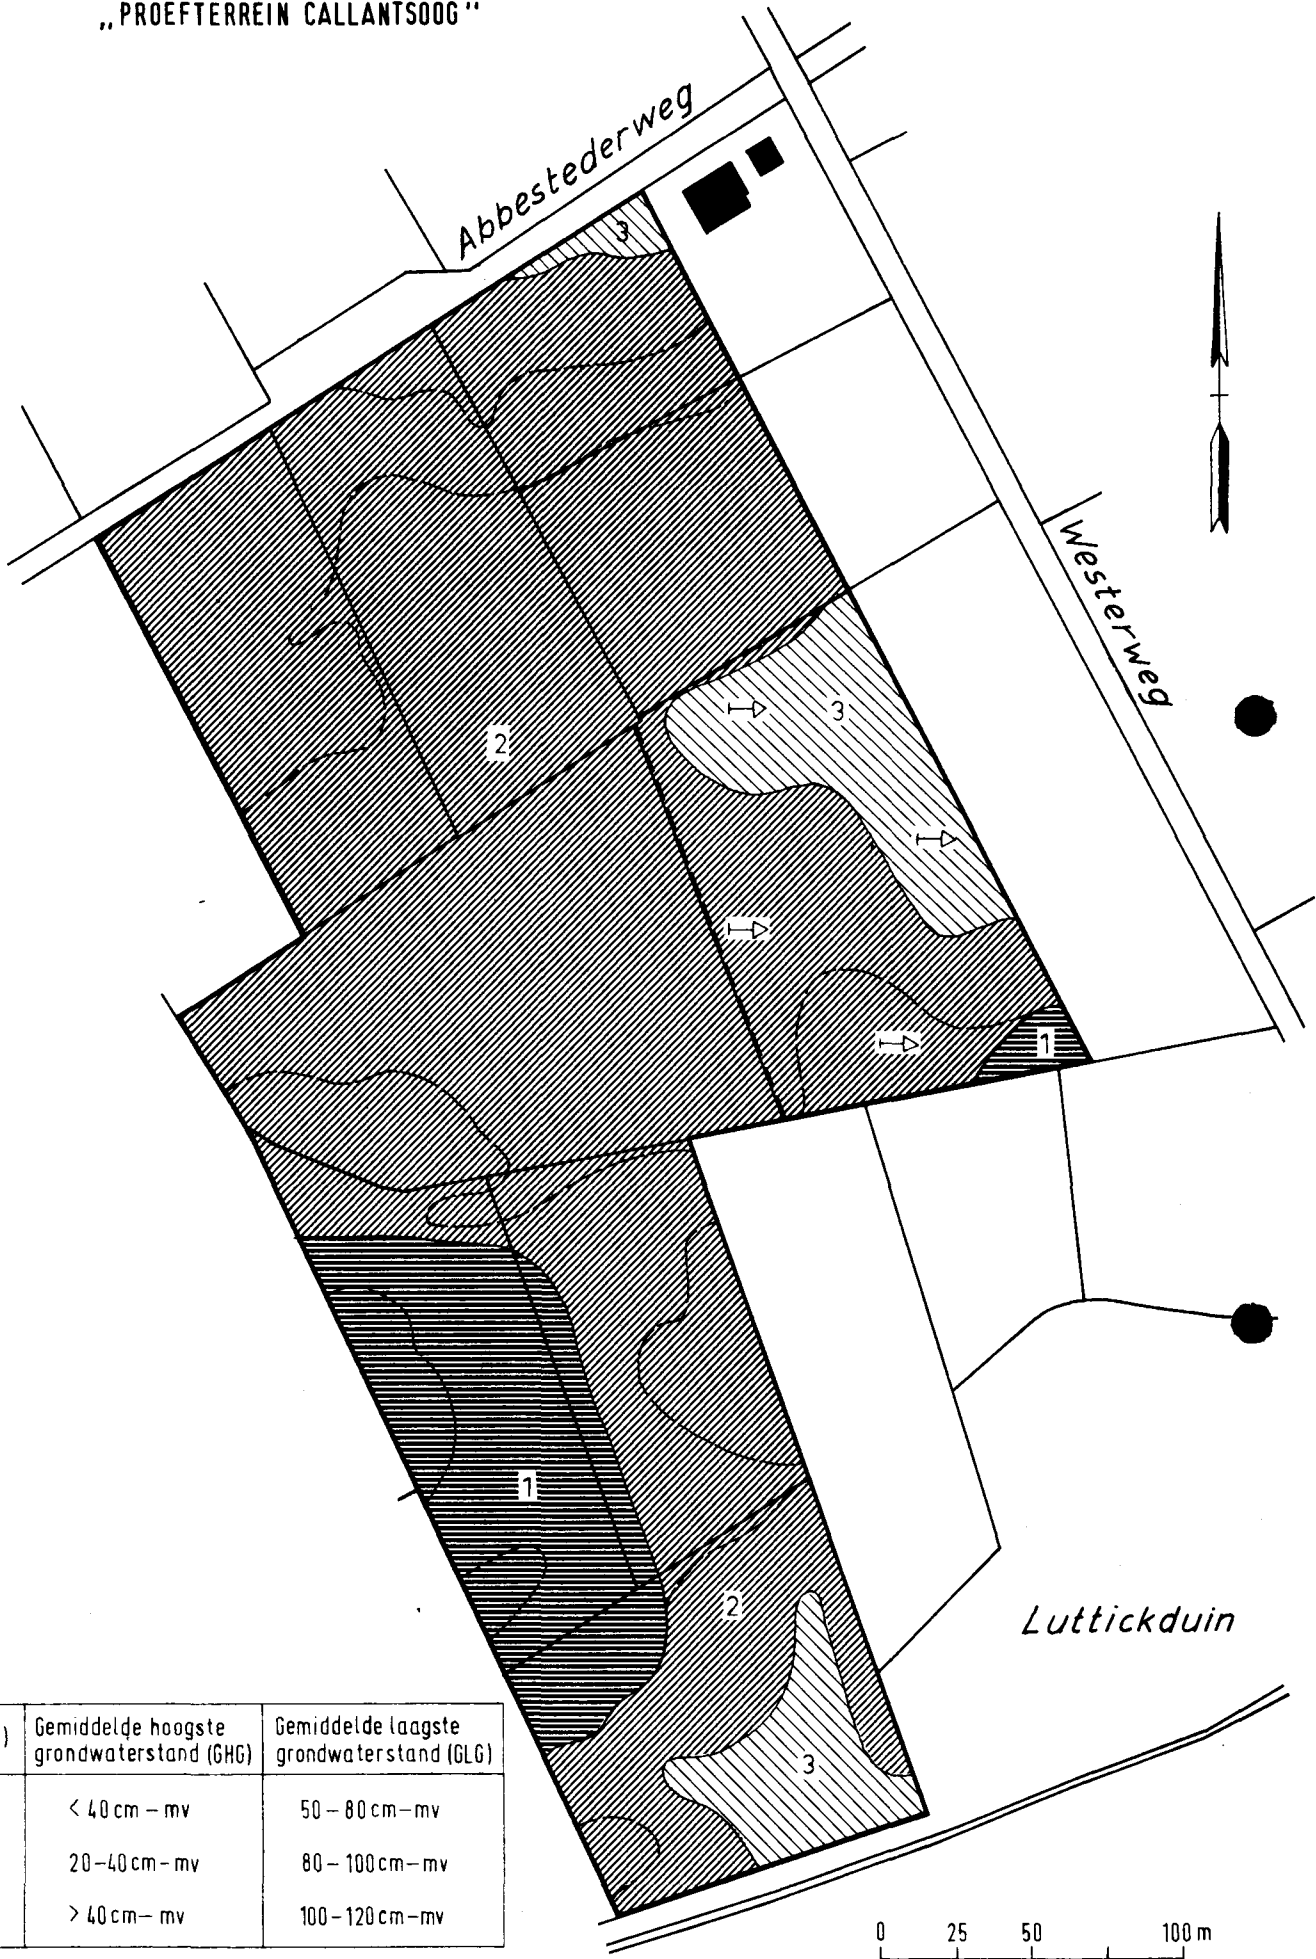 „PROEFTERREIN CALLANTSOOG"
Abbestederweg
3
Westerweg
3
2
1
1
2
Luttickduin
3
) Gemiddelde hoogste Gemiddelde laagste
grondwaterstand (GHG) grondwaterstand (GLG)
< 40 cm – mv 50 – 80 cm – mv
20 – 40 cm – mv 80 – 100 cm – mv
> 40 cm – mv 100 – 120 cm – mv
0 25 50 100 m